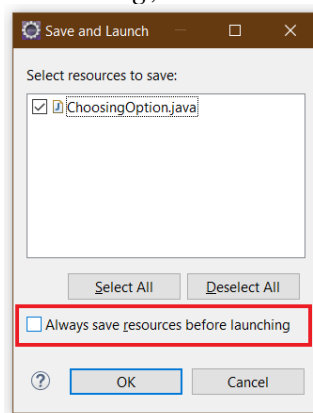 Save and Launch
Select resources to save:
ChoosingOption.java
Select All Deselect All
Always save resources before launching
? OK Cancel